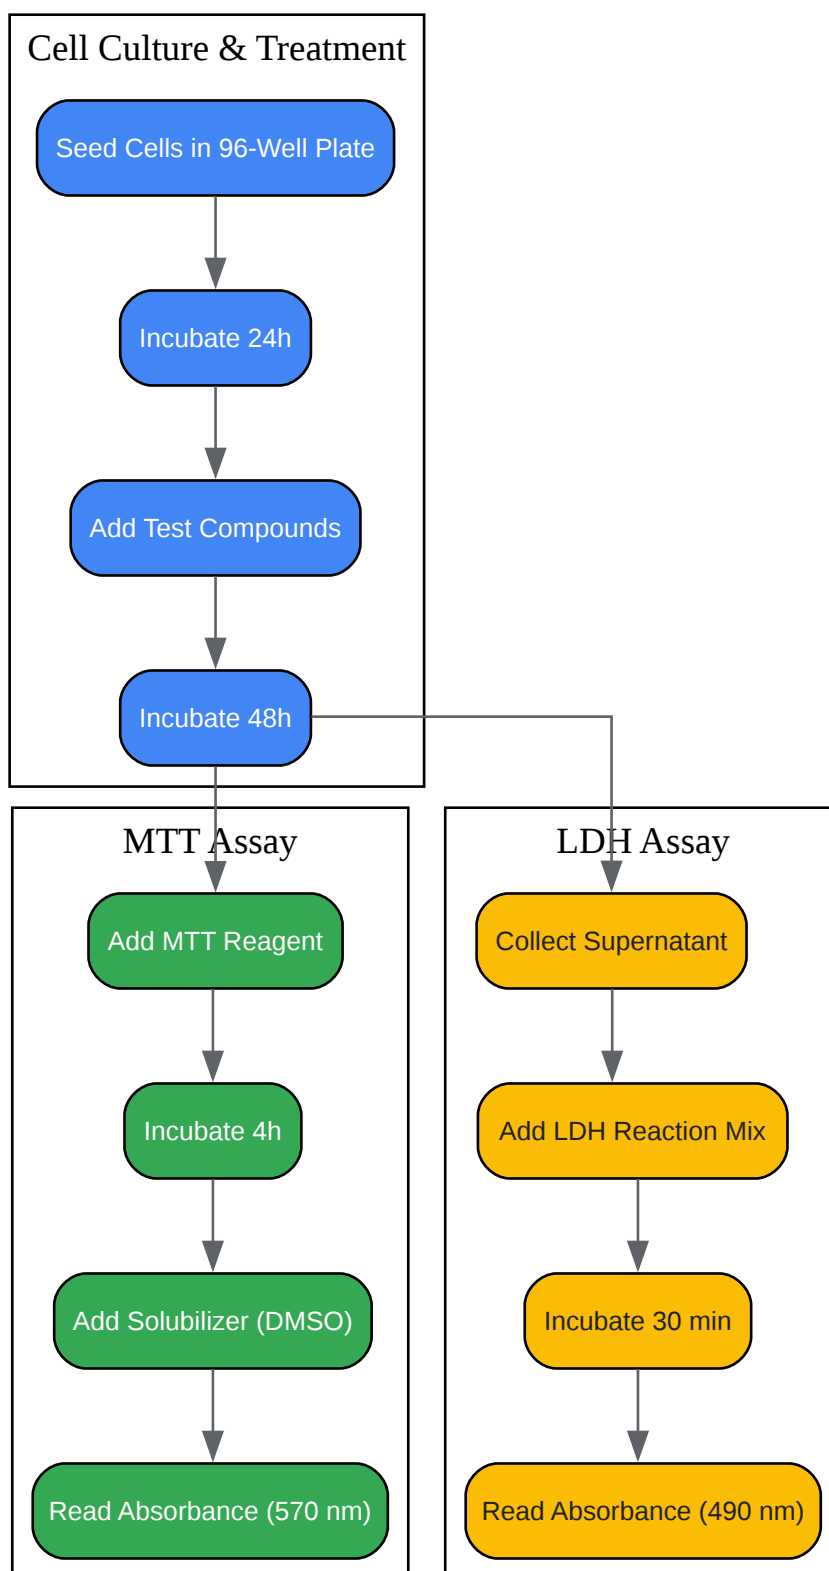 Cell Culture & Treatment
Seed Cells in 96-Well Plate
Incubate 24h
Add Test Compounds
Incubate 48h
MTT Assay
Add MTT Reagent
Incubate 4h
Add Solubilizer (DMSO)
Read Absorbance (570 nm)
LDH Assay
Collect Supernatant
Add LDH Reaction Mix
Incubate 30 min
Read Absorbance (490 nm)